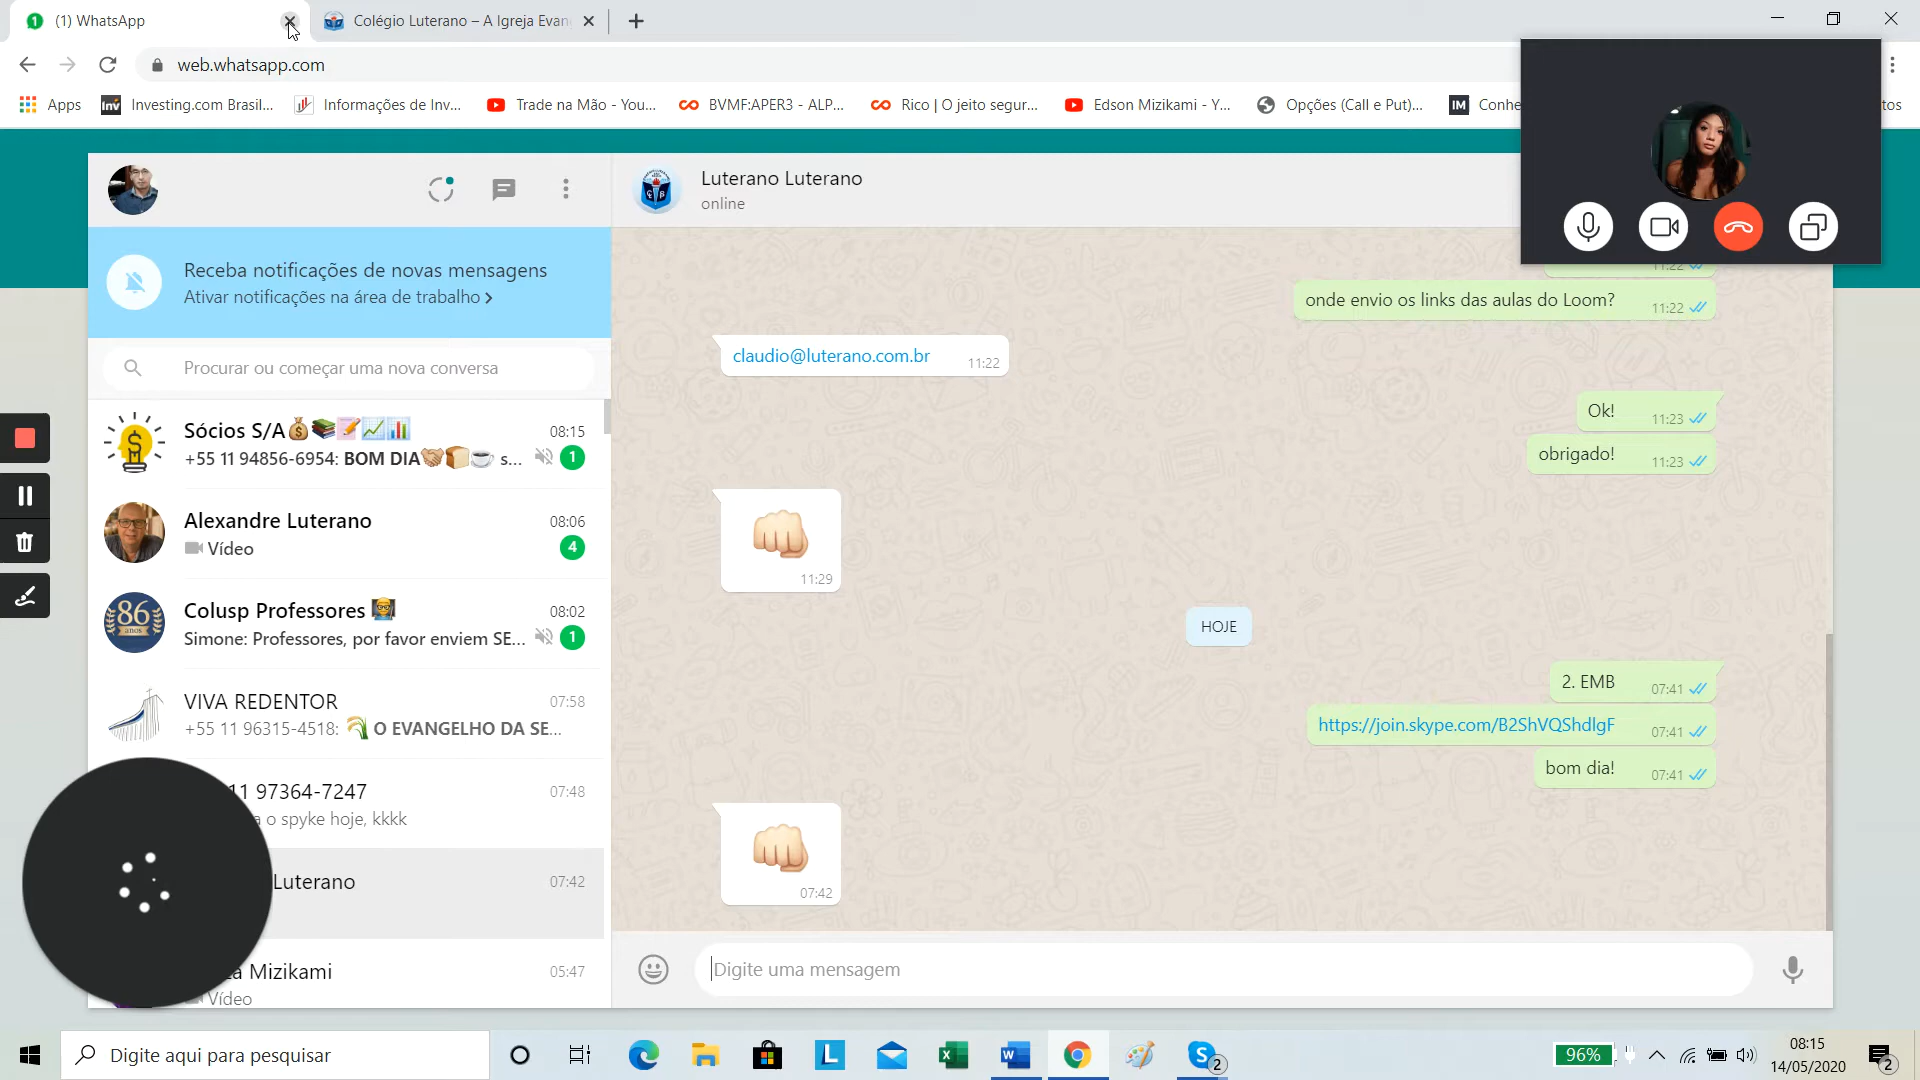 (1) WhatsApp
Colégio Luterano – A Igreja Evan
web.whatsapp.com
Apps
Investing.com Brasil...
Informações de Inv...
Trade na Mão - You...
BVMF:APER3 - ALP...
Rico | O jeito segur...
Edson Mizikami - Y...
Opções (Call e Put)...
IM
Conhe
tos
Luterano Luterano
online
Receba notificações de novas mensagens
Ativar notificações na área de trabalho
Procurar ou começar uma nova conversa
Sócios S/A 08:15
+55 11 94856-6954: BOM DIA s... 1
Alexandre Luterano 08:06
Vídeo 4
86 anos
Colusp Professores 08:02
Simone: Professores, por favor enviem SE... 1
VIVA REDENTOR 07:58
+55 11 96315-4518: O EVANGELHO DA SE...
11 97364-7247 07:48
a o spyke hoje, kkkk
Luterano 07:42
a Mizikami 05:47
Vídeo
11:22
onde envio os links das aulas do Loom? 11:22
claudio@luterano.com.br 11:22
Ok! 11:23
obrigado! 11:23
11:29
HOJE
2. EMB 07:41
https://join.skype.com/B2ShVQShdlgF 07:41
bom dia! 07:41
07:42
Digite uma mensagem
Digite aqui para pesquisar
2
96%
08:15
14/05/2020
2